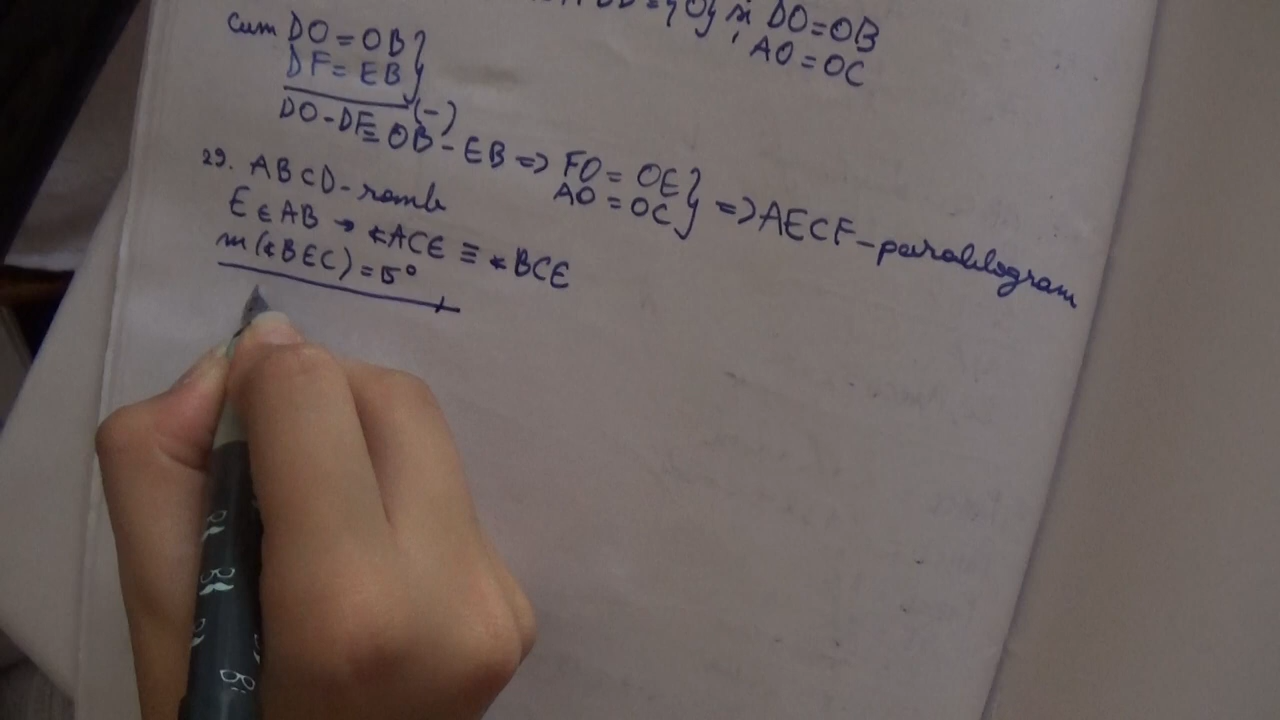 DO=OB
AO=OC
Cum DO=OB}
DF=EB}
(-)
DO-DF=OB-EB => FO=OE}
AO=OC} => AECF-paralelogram
29. ABCD-romb
E∈AB → ∢ACE ≡ ∢BCE
m(∢BEC)=5°